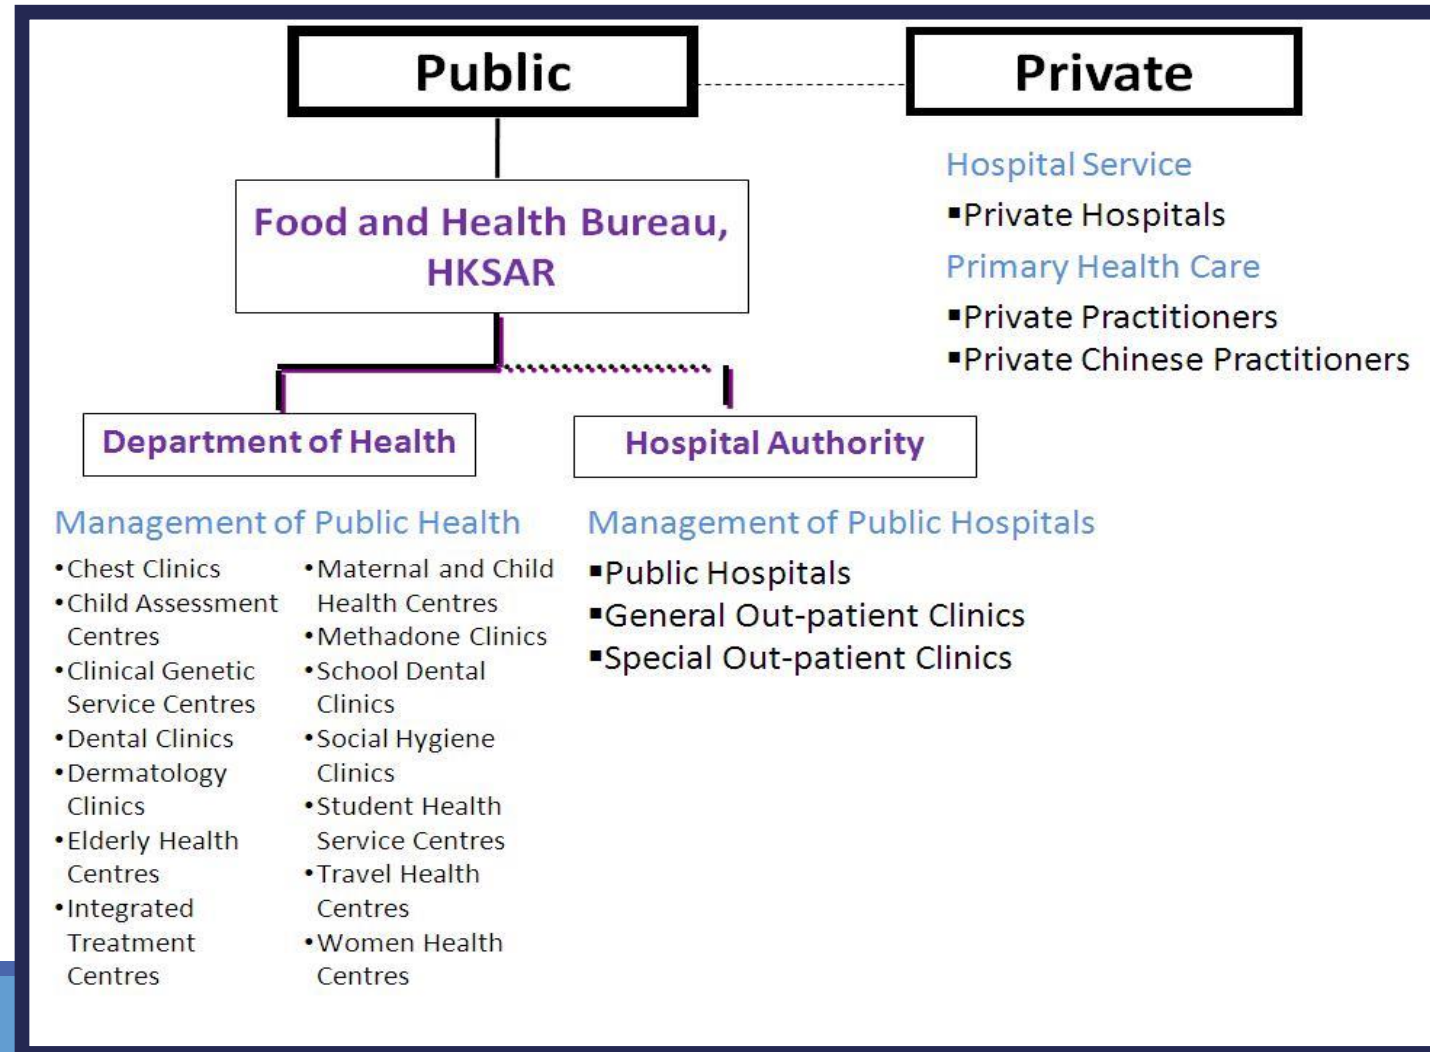 Public
Private
Food and Health Bureau,
HKSAR
Hospital Service
▪Private Hospitals
Primary Health Care
▪Private Practitioners
▪Private Chinese Practitioners
Department of Health
Hospital Authority
Management of Public Health
•Chest Clinics
•Child Assessment
Centres
•Clinical Genetic
Service Centres
•Dental Clinics
•Dermatology
Clinics
•Elderly Health
Centres
•Integrated
Treatment
Centres
•Maternal and Child
Health Centres
•Methadone Clinics
•School Dental
Clinics
•Social Hygiene
Clinics
•Student Health
Service Centres
•Travel Health
Centres
•Women Health
Centres
Management of Public Hospitals
▪Public Hospitals
▪General Out-patient Clinics
▪Special Out-patient Clinics